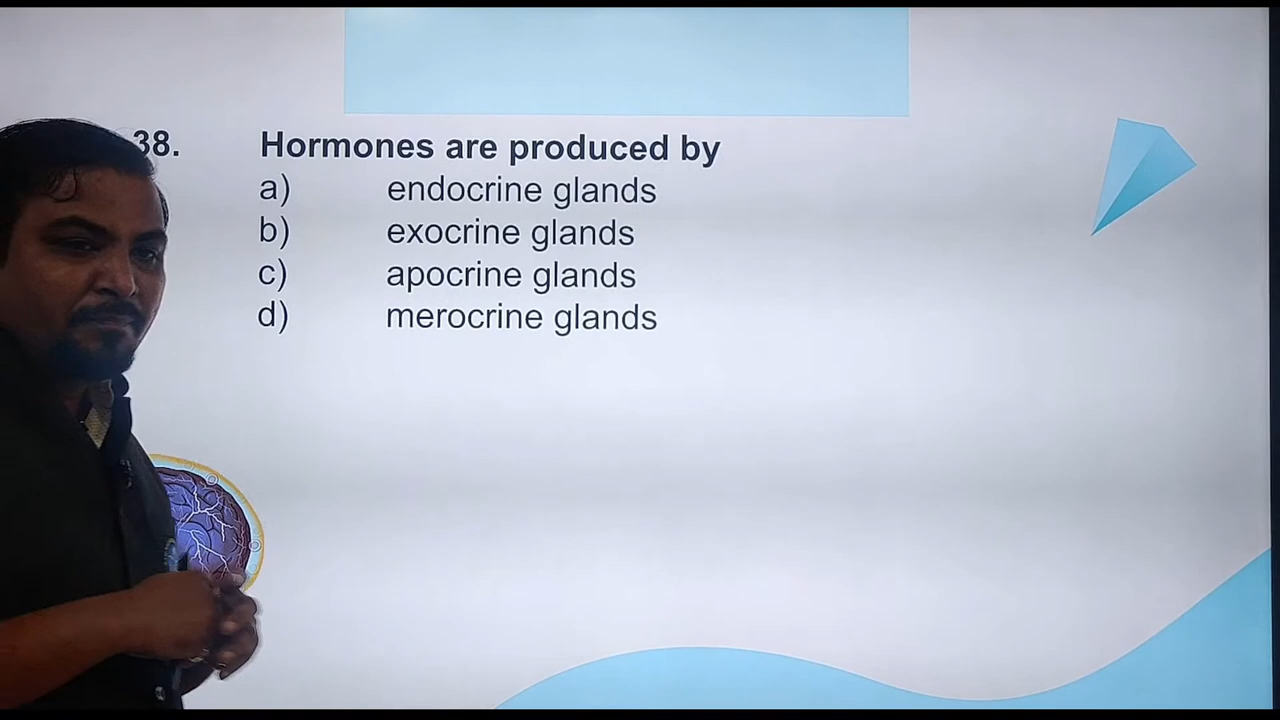 38. Hormones are produced by
a) endocrine glands
b) exocrine glands
c) apocrine glands
d) merocrine glands